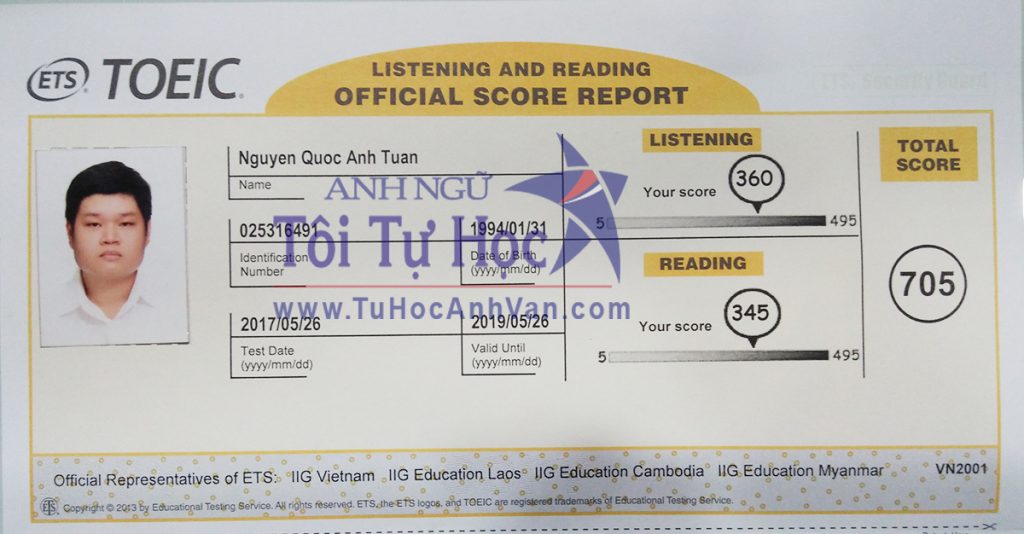 ETS TOEIC
LISTENING AND READING
OFFICIAL SCORE REPORT
Nguyen Quoc Anh Tuan
Name
ANH NGỮ
Tôi Tự Học
www.TuHocAnhVan.com
025316491
Identification
Number
1994/01/31
Date of Birth
(yyyy/mm/dd)
2017/05/26
Test Date
(yyyy/mm/dd)
2019/05/26
Valid Until
(yyyy/mm/dd)
LISTENING
Your score 360
5 495
READING
Your score 345
5 495
TOTAL
SCORE
705
Official Representatives of ETS: IIG Vietnam IIG Education Laos IIG Education Cambodia IIG Education Myanmar VN2001
ETS Copyright © 2013 by Educational Testing Service. All rights reserved. ETS, the ETS logos, and TOEIC are registered trademarks of Educational Testing Service.